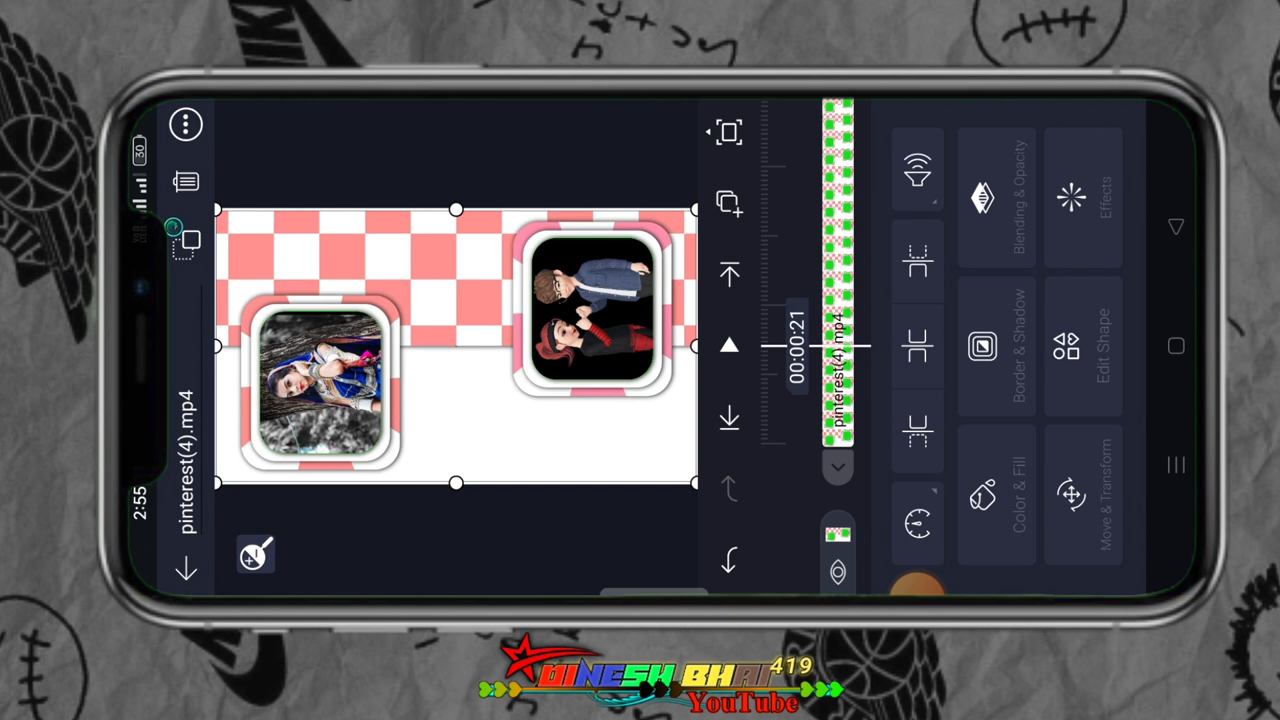 2:55
30
pinterest(4).mp4
00:00:21
pinterest(4).mp4
Move & Transform
Edit Shape
Effects
Color & Fill
Border & Shadow
Blending & Opacity
DINESH BHAI 419
YouTube